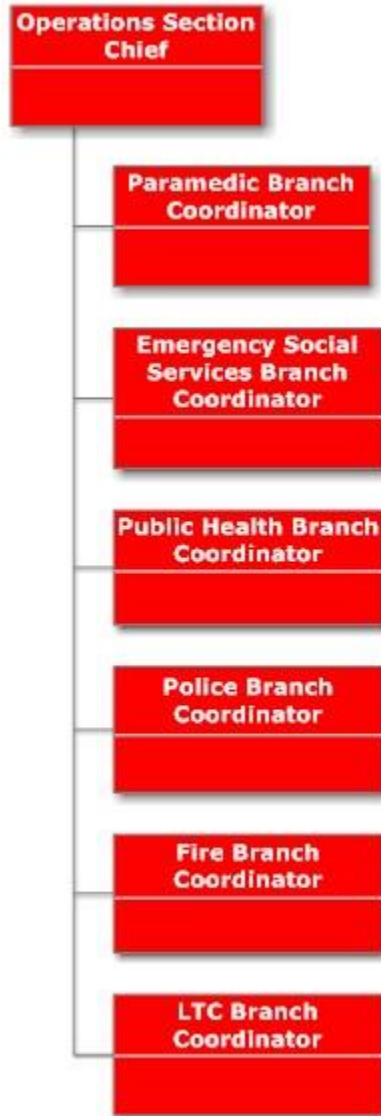 Operations Section
Chief
Paramedic Branch
Coordinator
Emergency Social
Services Branch
Coordinator
Public Health Branch
Coordinator
Police Branch
Coordinator
Fire Branch
Coordinator
LTC Branch
Coordinator